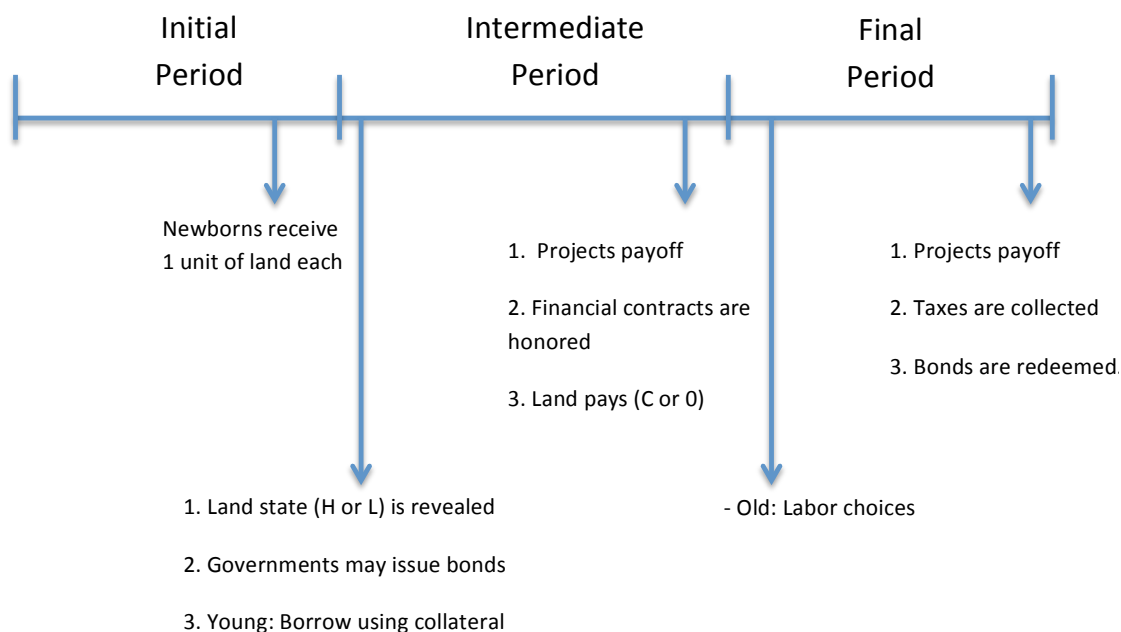 Initial
Period
Intermediate
Period
Final
Period
Newborns receive
1 unit of land each
1. Projects payoff
2. Financial contracts are
honored
3. Land pays (C or 0)
1. Projects payoff
2. Taxes are collected
3. Bonds are redeemed.
1. Land state (H or L) is revealed
2. Governments may issue bonds
3. Young: Borrow using collateral
- Old: Labor choices